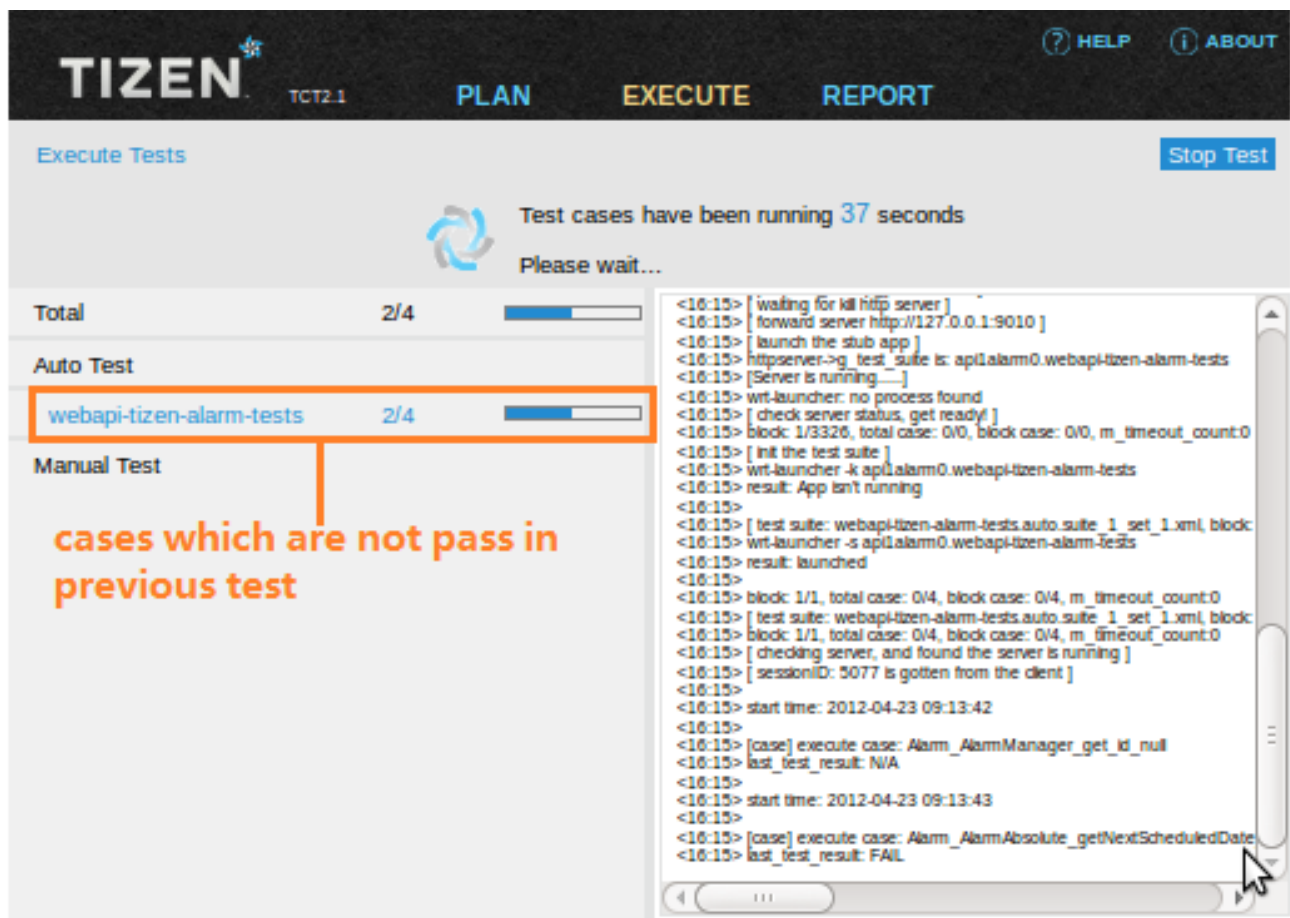 HELP ABOUT
TIZEN TCT2.1 PLAN EXECUTE REPORT
Execute Tests Stop Test
Test cases have been running 37 seconds
Please wait...
Total 2/4
Auto Test
webapi-tizen-alarm-tests 2/4
Manual Test
cases which are not pass in
previous test
<16:15> [ waiting for kill http server ]
<16:15> [ forward server http://127.0.0.1:9010 ]
<16:15> [ launch the stub app ]
<16:15> httpserver->g_test_suite is: api1alarm0.webapi-tizen-alarm-tests
<16:15> [Server is running.....]
<16:15> wrt-launcher: no process found
<16:15> [ check server status, get ready! ]
<16:15> block: 1/3326, total case: 0/0, block case: 0/0, m_timeout_count:0
<16:15> [ init the test suite ]
<16:15> wrt-launcher -k api1alarm0.webapi-tizen-alarm-tests
<16:15> result: App isn't running
<16:15>
<16:15> [ test suite: webapi-tizen-alarm-tests.auto.suite_1_set_1.xml, block:
<16:15> wrt-launcher -s api1alarm0.webapi-tizen-alarm-tests
<16:15> result: launched
<16:15>
<16:15> block: 1/1, total case: 0/4, block case: 0/4, m_timeout_count:0
<16:15> [ test suite: webapi-tizen-alarm-tests.auto.suite_1_set_1.xml, block:
<16:15> block: 1/1, total case: 0/4, block case: 0/4, m_timeout_count:0
<16:15> [ checking server, and found the server is running ]
<16:15> [ sessionID: 5077 is gotten from the client ]
<16:15>
<16:15> start time: 2012-04-23 09:13:42
<16:15>
<16:15> [case] execute case: Alarm_AlarmManager_get_id_null
<16:15> last_test_result: N/A
<16:15>
<16:15> start time: 2012-04-23 09:13:43
<16:15>
<16:15> [case] execute case: Alarm_AlarmAbsolute_getNextScheduledDate
<16:15> last_test_result: FAIL